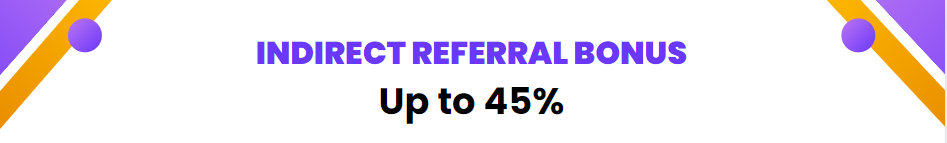 INDIRECT REFERRAL BONUS
Up to 45%